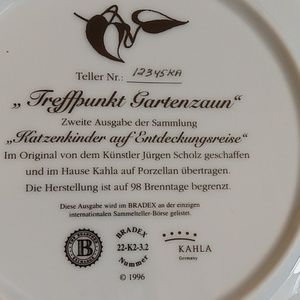 Teller Nr.: 12345KA
„Treffpunkt Gartenzaun“
Zweite Ausgabe der Sammlung
„Katzenkinder auf Entdeckungsreise“
Im Original von dem Künstler Jürgen Scholz geschaffen
und im Hause Kahla auf Porzellan übertragen.
Die Herstellung ist auf 98 Brenntage begrenzt.
Diese Ausgabe wird im BRADEX an der einzigen
internationalen Sammelteller-Börse gelistet.
B
BRADEX
22-K2-3.2
Nummer
KAHLA
Germany
© 1996